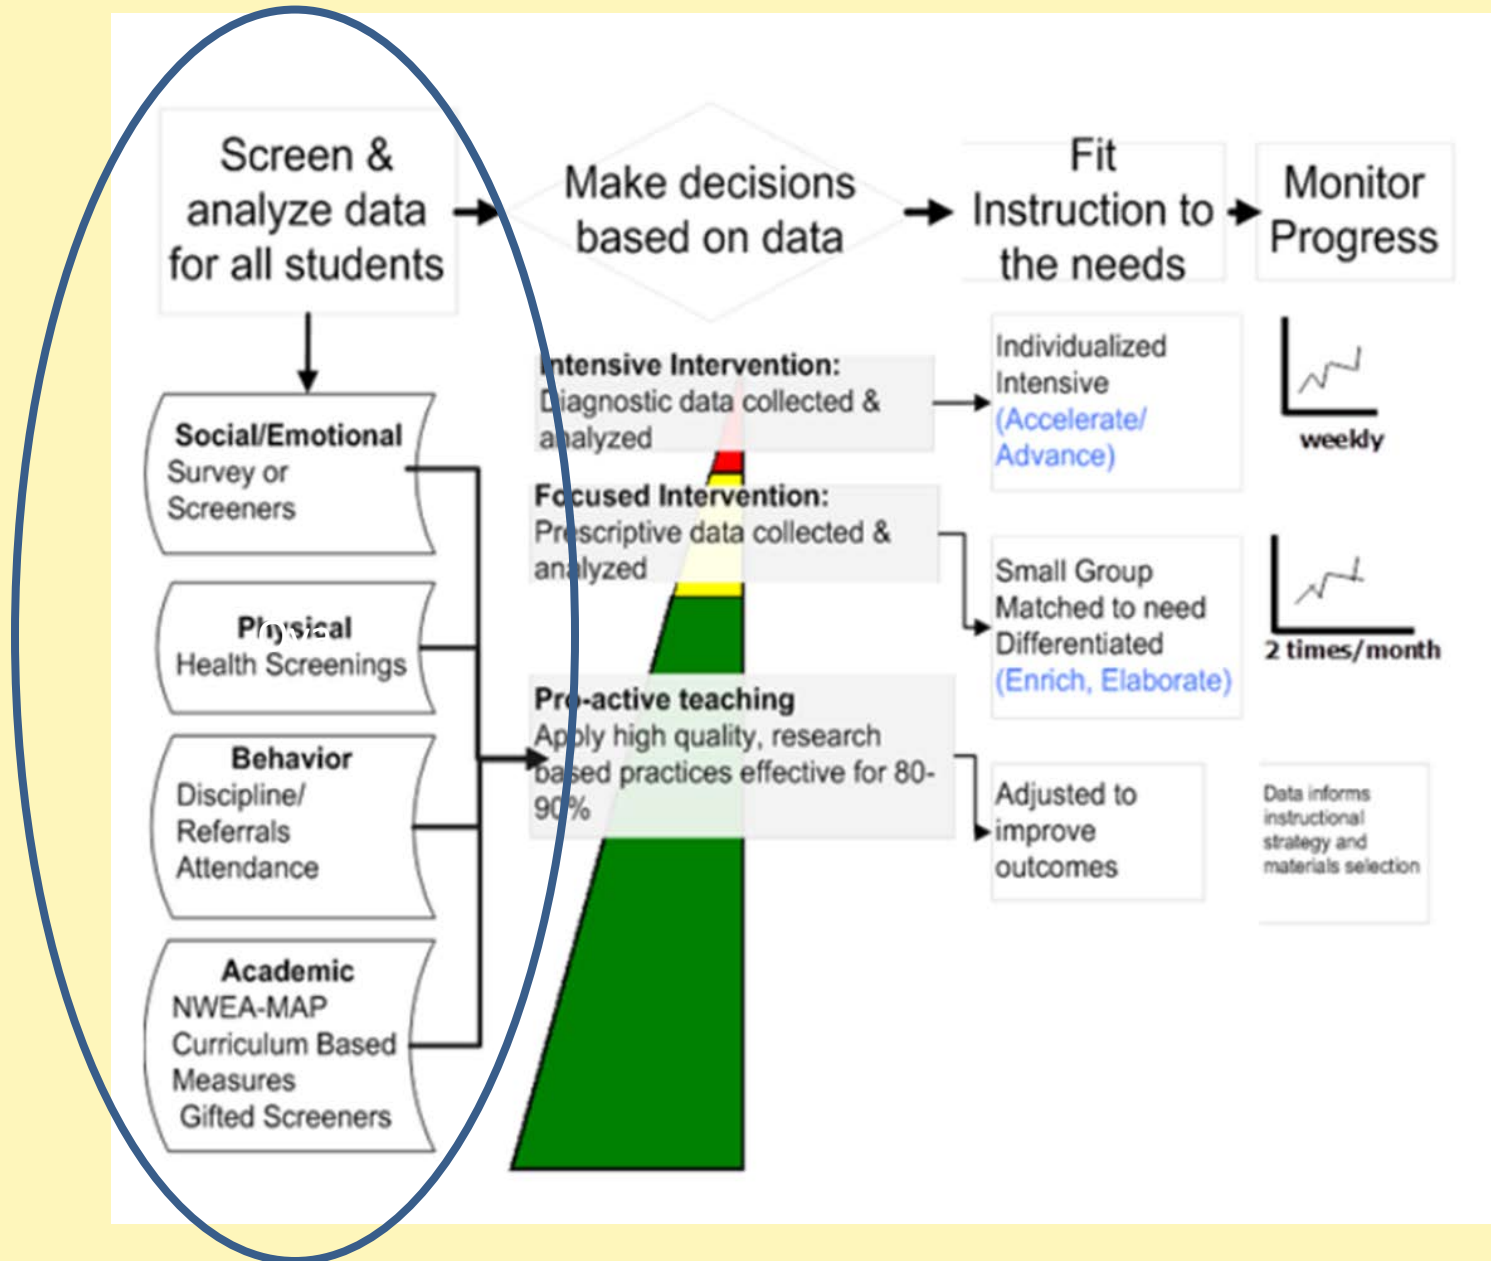 Screen &
analyze data
for all students
Make decisions
based on data
Fit
Instruction to
the needs
Monitor
Progress
Social/Emotional
Survey or
Screeners
Physical
Health Screenings
Behavior
Discipline/
Referrals
Attendance
Academic
NWEA-MAP
Curriculum Based
Measures
Gifted Screeners
Intensive Intervention:
Diagnostic data collected &
analyzed
Focused Intervention:
Prescriptive data collected &
analyzed
Pro-active teaching
Apply high quality, research
based practices effective for 80-
90%
Individualized
Intensive
(Accelerate/
Advance)
Small Group
Matched to need
Differentiated
(Enrich, Elaborate)
Adjusted to
improve
outcomes
weekly
2 times/month
Data informs
instructional
strategy and
materials selection